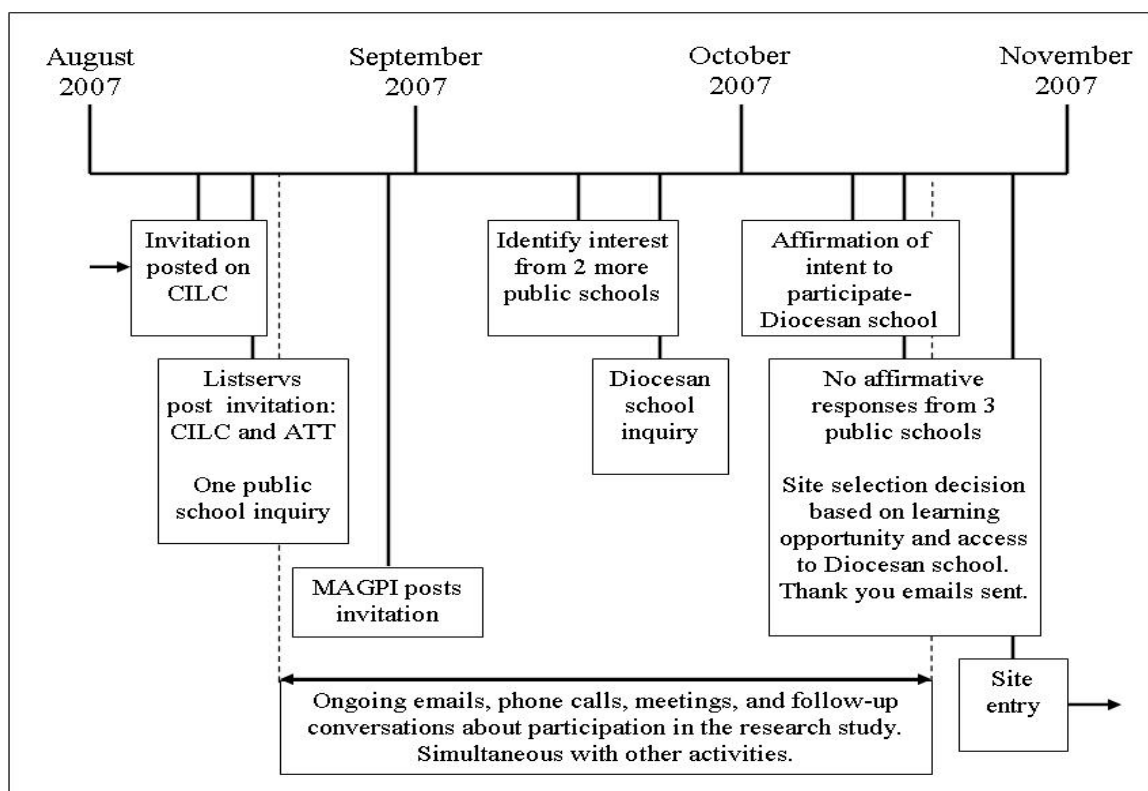 August
2007
September
2007
October
2007
November
2007
Invitation
posted on
CILC
Identify interest
from 2 more
public schools
Affirmation of
intent to
participate-
Diocesan school
Listservs
post invitation:
CILC and ATT
One public
school inquiry
Diocesan
school
inquiry
No affirmative
responses from 3
public schools
Site selection decision
based on learning
opportunity and access
to Diocesan school.
Thank you emails sent.
MAGPI posts
invitation
Site
entry
Ongoing emails, phone calls, meetings, and follow-up
conversations about participation in the research study.
Simultaneous with other activities.